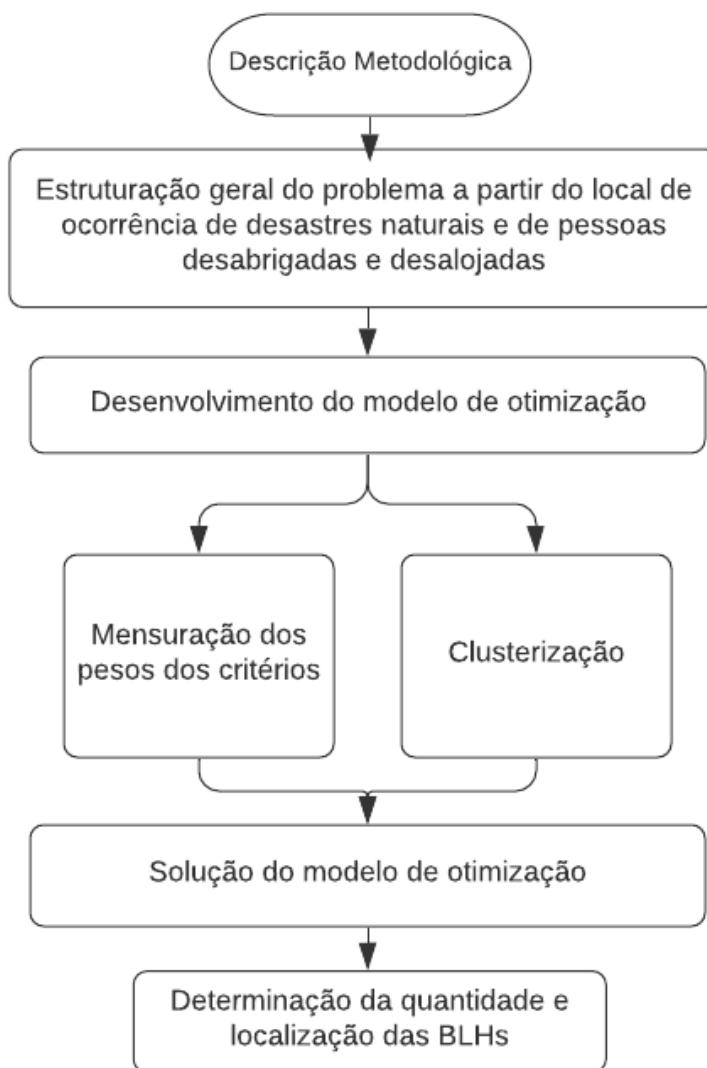 Descrição Metodológica
Estruturação geral do problema a partir do local de
ocorrência de desastres naturais e de pessoas
desabrigadas e desalojadas
Desenvolvimento do modelo de otimização
Mensuração dos
pesos dos critérios
Clusterização
Solução do modelo de otimização
Determinação da quantidade e
localização das BLHs